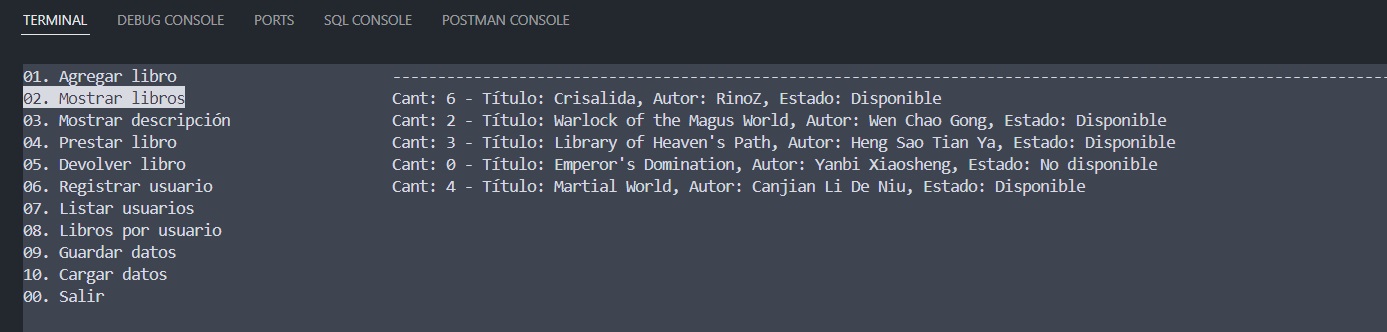 TERMINAL DEBUG CONSOLE PORTS SQL CONSOLE POSTMAN CONSOLE
01. Agregar libro --------------------------------------------------------------------------------------------------------------
02. Mostrar libros Cant: 6 - Título: Crisalida, Autor: RinoZ, Estado: Disponible
03. Mostrar descripción Cant: 2 - Título: Warlock of the Magus World, Autor: Wen Chao Gong, Estado: Disponible
04. Prestar libro Cant: 3 - Título: Library of Heaven's Path, Autor: Heng Sao Tian Ya, Estado: Disponible
05. Devolver libro Cant: 0 - Título: Emperor's Domination, Autor: Yanbi Xiaosheng, Estado: No disponible
06. Registrar usuario Cant: 4 - Título: Martial World, Autor: Canjian Li De Niu, Estado: Disponible
07. Listar usuarios
08. Libros por usuario
09. Guardar datos
10. Cargar datos
00. Salir